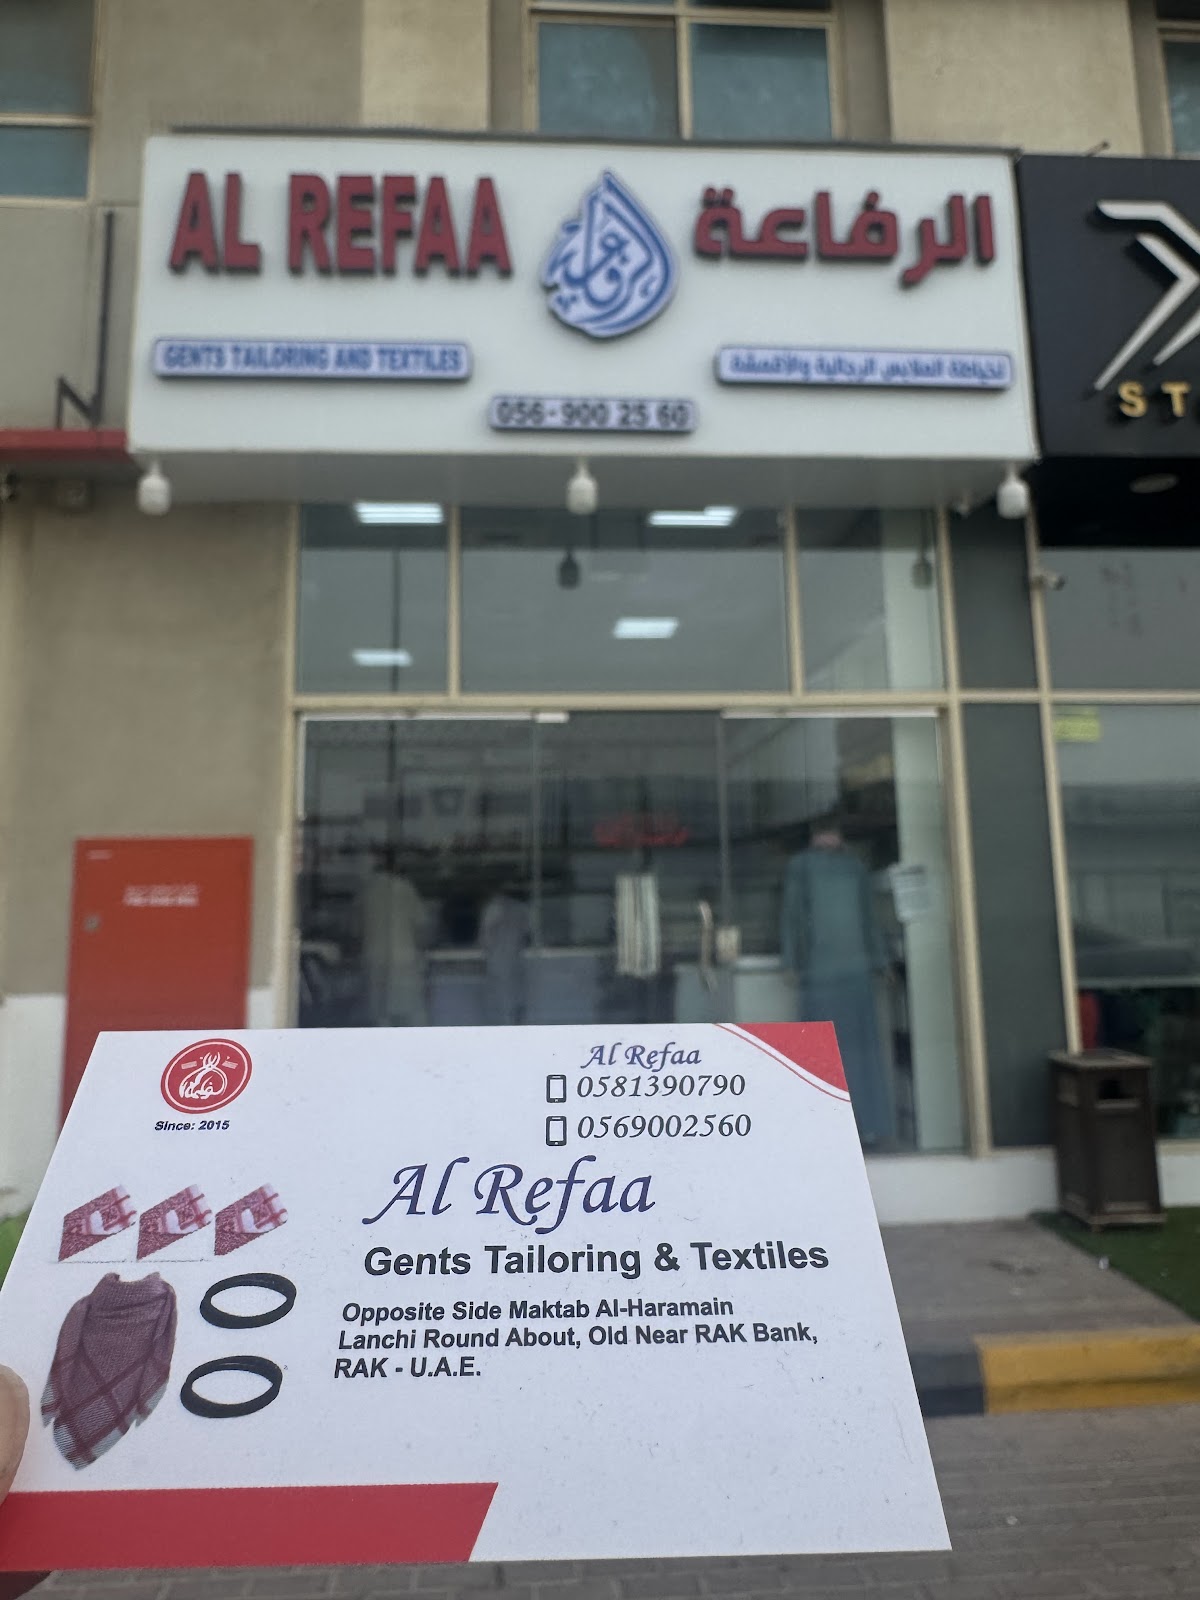 AL REFAA
الرفاعة
GENTS TAILORING AND TEXTILES
لخياطة الملابس الرجالية والأقمشة
056-900 25 60
ST
Al Refaa
0581390790
0569002560
Since: 2015
Al Refaa
Gents Tailoring & Textiles
Opposite Side Maktab Al-Haramain
Lanchi Round About, Old Near RAK Bank,
RAK - U.A.E.